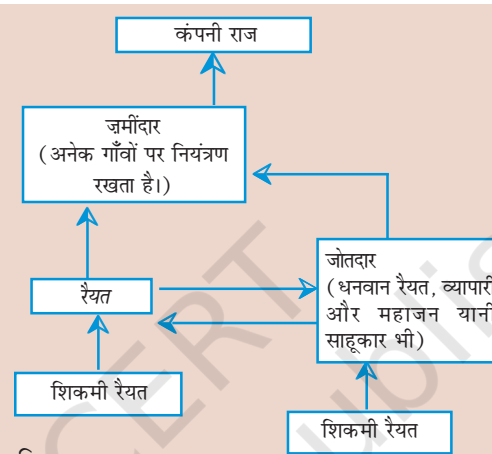 कंपनी राज
ज़मींदार
(अनेक गाँवों पर नियंत्रण
रखता है।)
जोतदार
(धनवान रैयत, व्यापारी
और महाजन यानी
साहूकार भी)
रैयत
शिकमी रैयत
शिकमी रैयत